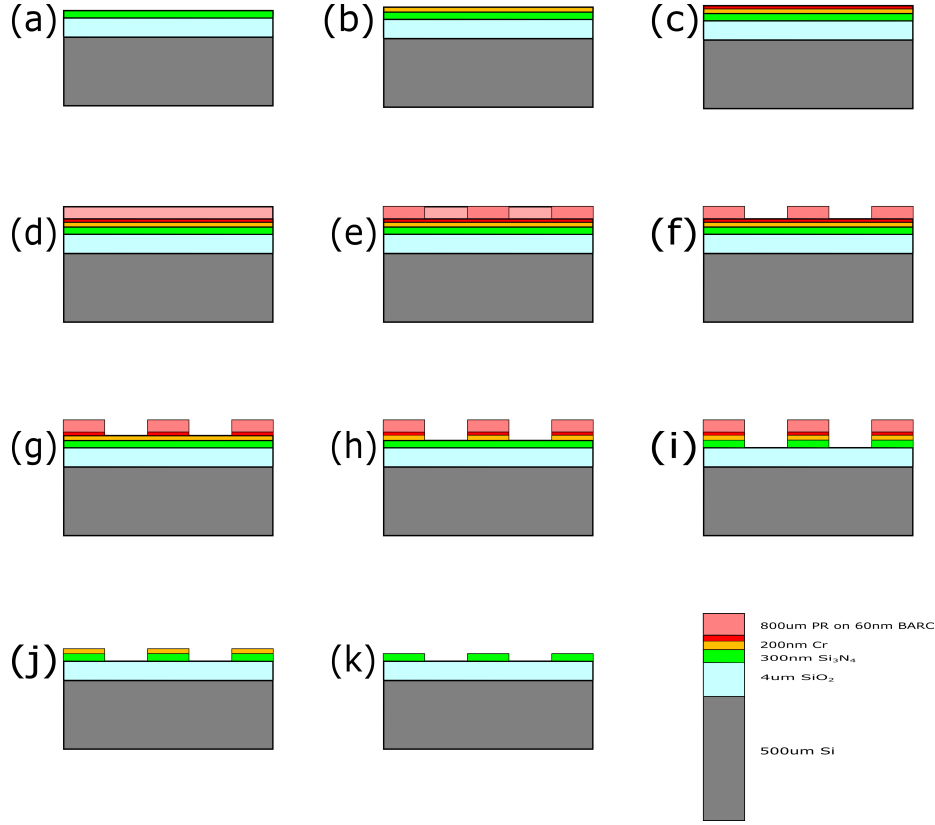 (a) (b) (c)
(d) (e) (f)
(g) (h) (i)
(j) (k)
800um PR on 60nm BARC
200nm Cr
300nm Si₃N₄
4um SiO₂
500um Si